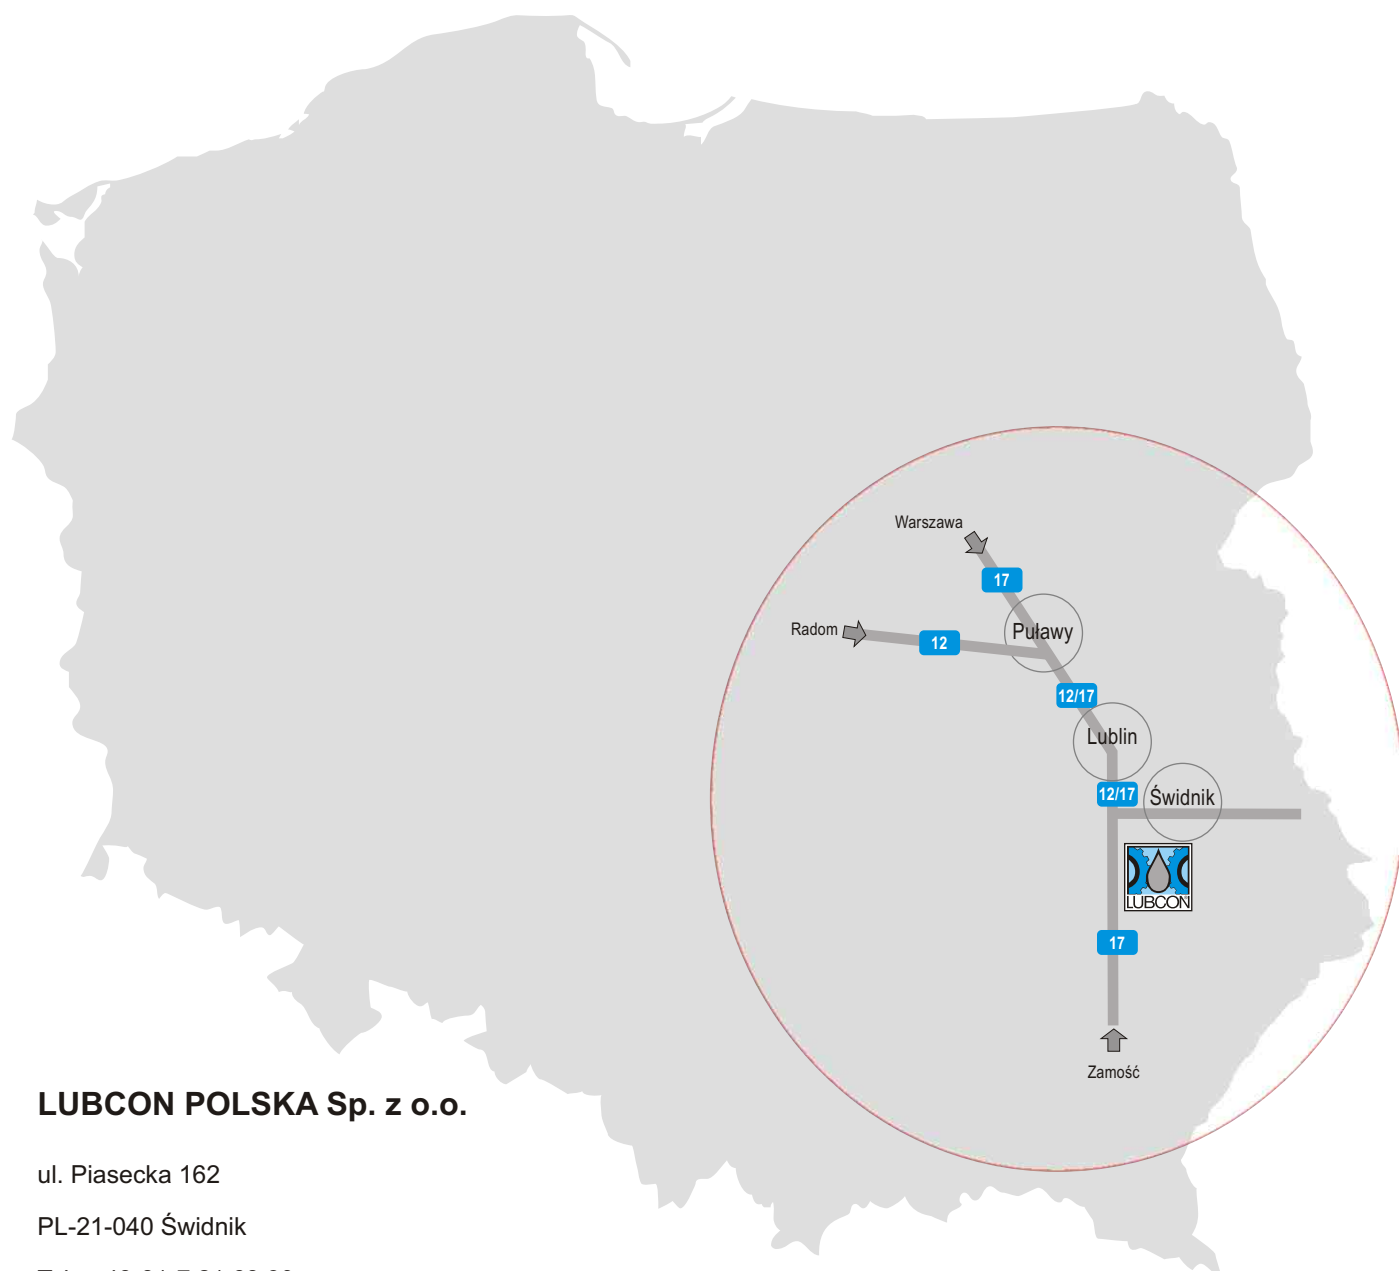 Warszawa
17
Radom
12
Puławy
12/17
Lublin
12/17
Świdnik
LUBCON
17
Zamość
LUBCON POLSKA Sp. z o.o.
ul. Piasecka 162
PL-21-040 Świdnik